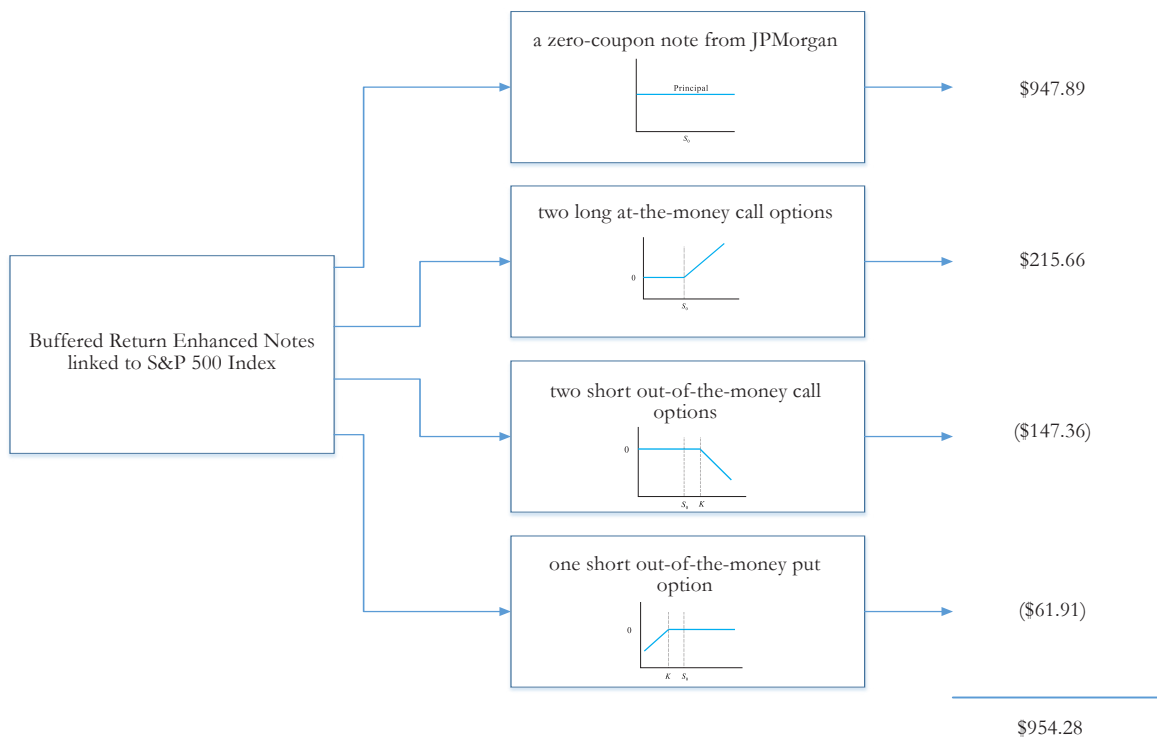 a zero-coupon note from JPMorgan
Principal
S₀
$947.89
two long at-the-money call options
0
S₀
$215.66
Buffered Return Enhanced Notes
linked to S&P 500 Index
two short out-of-the-money call
options
0
S₀ K
($147.36)
one short out-of-the-money put
option
0
K S₀
($61.91)
$954.28